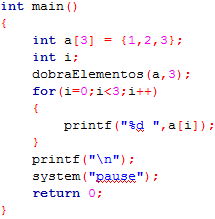 int main()
{
    int a[3] = {1,2,3};
    int i;
    dobraElementos(a,3);
    for(i=0;i<3;i++)
    {
        printf("%d ",a[i]);
    }
    printf("\n");
    system("pause");
    return 0;
}